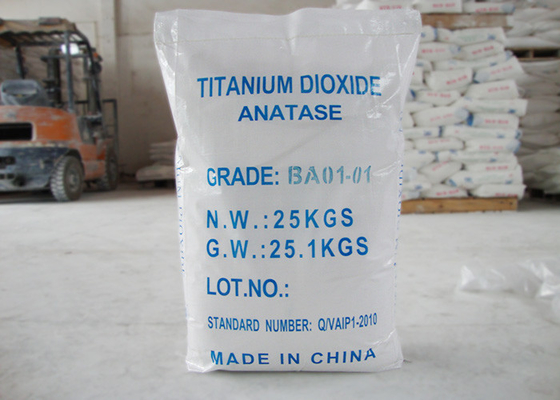 TITANIUM DIOXIDE
ANATASE
GRADE: BA01-01
N.W.:25KGS
G.W.:25.1KGS
LOT.NO.:
STANDARD NUMBER: Q/VAIP1-2010
MADE IN CHINA